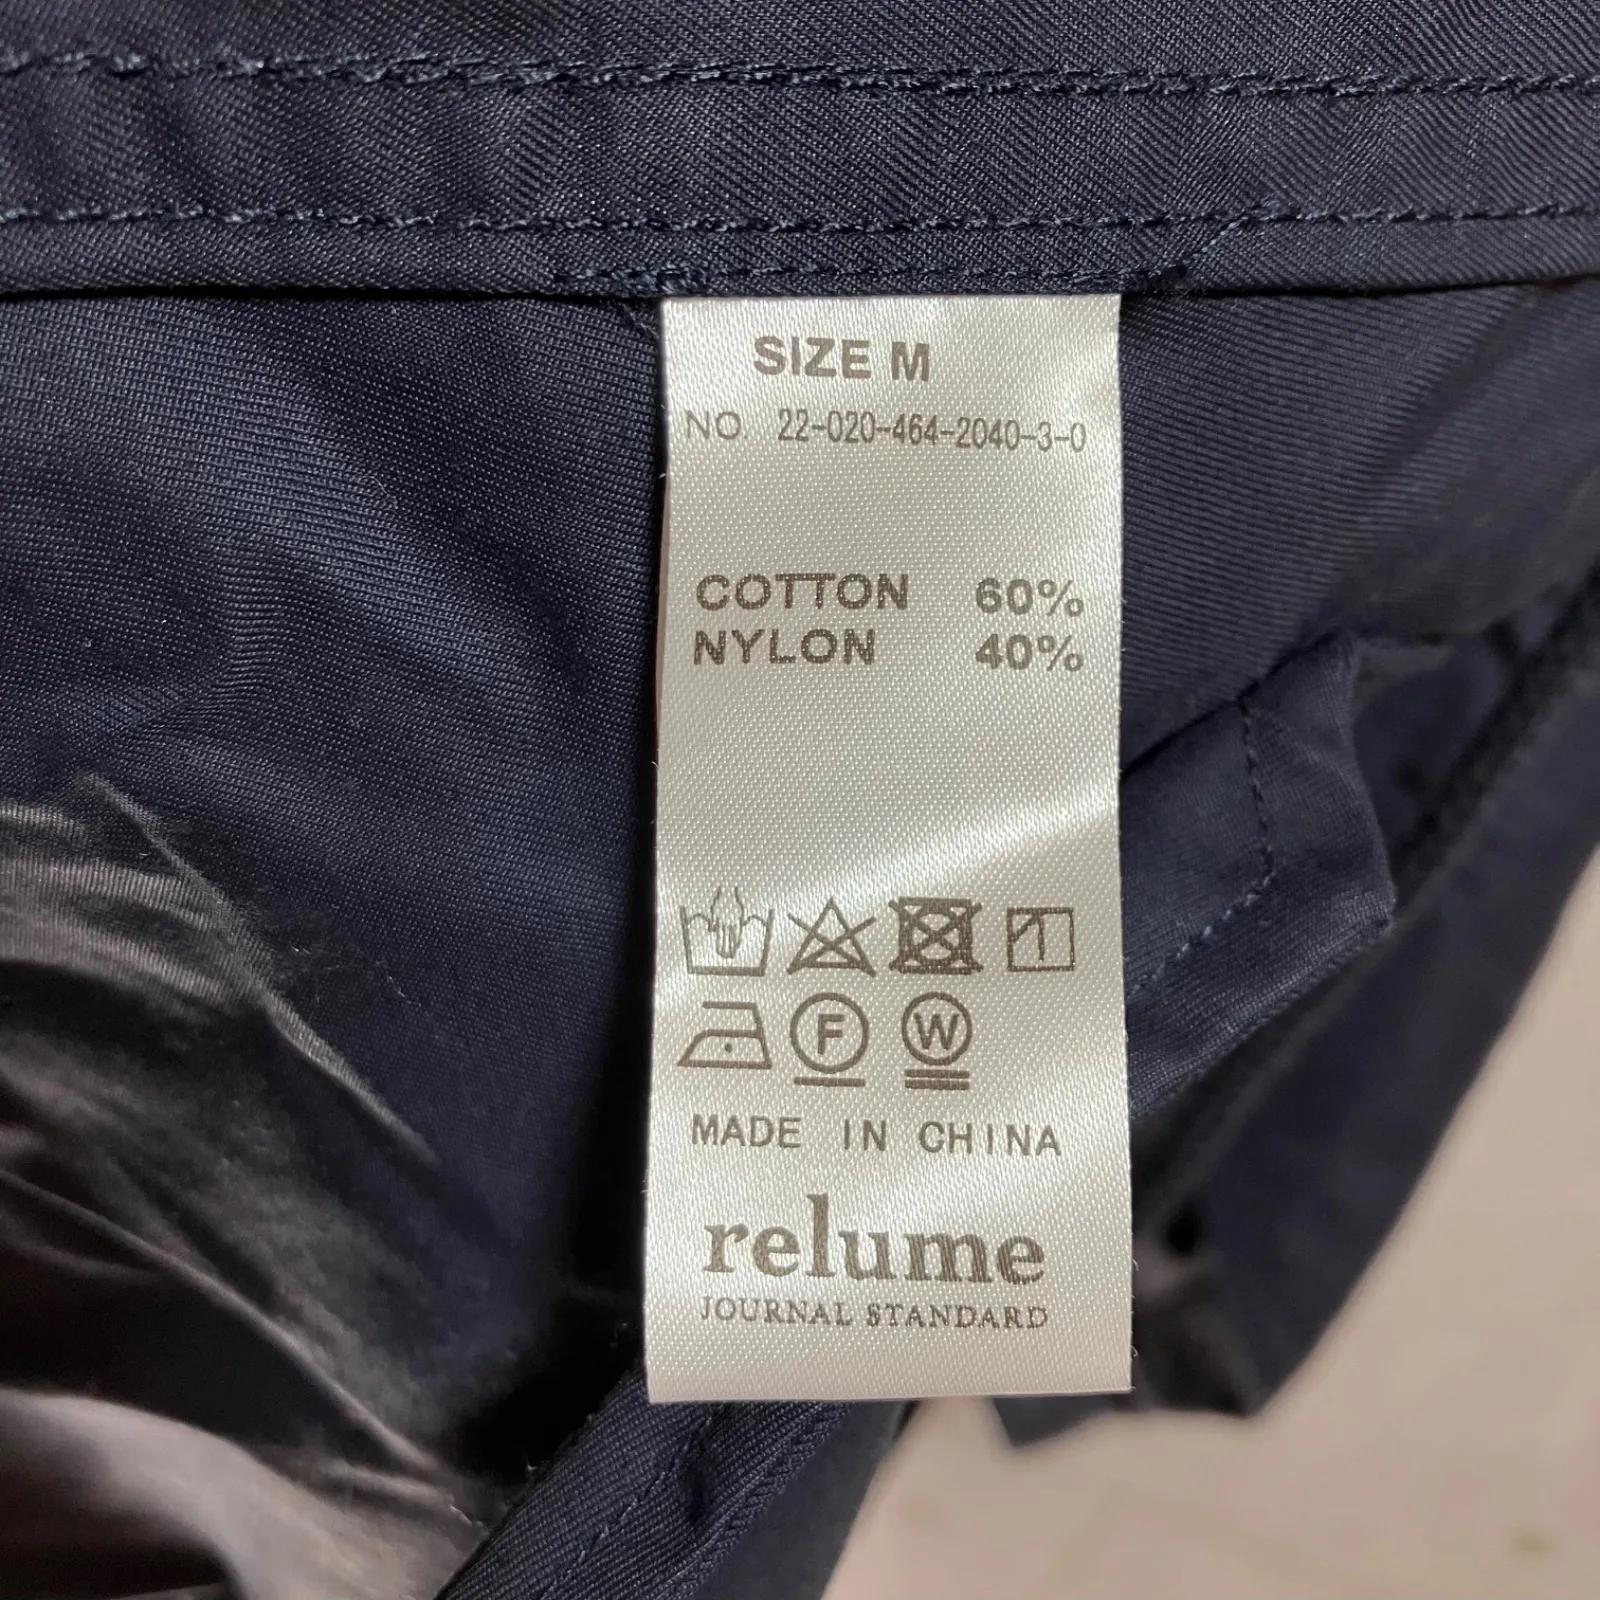 SIZE M
NO. 22-020-464-2040-3-0
COTTON 60%
NYLON 40%
F W
MADE IN CHINA
relume
JOURNAL STANDARD